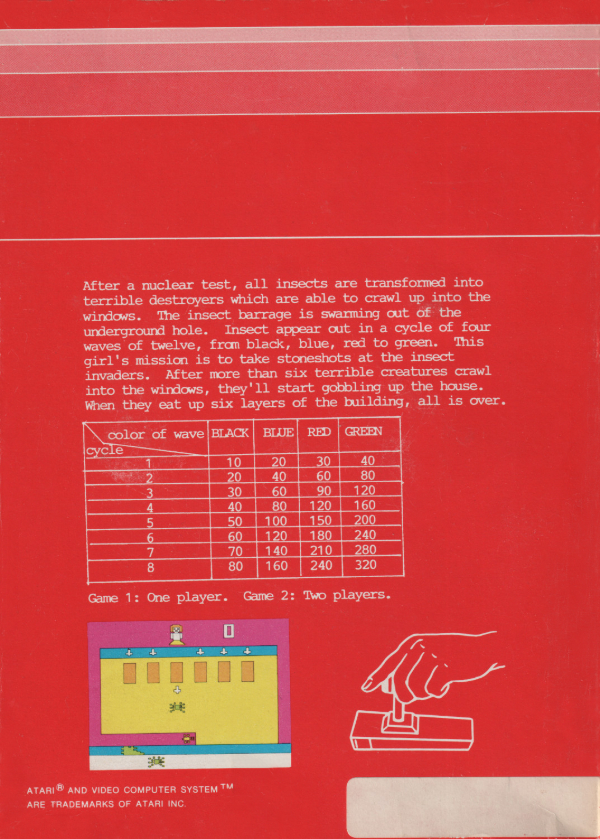 After a nuclear test, all insects are transformed into
terrible destroyers which are able to crawl up into the
windows. The insect barrage is swarming out of the
underground hole. Insect appear out in a cycle of four
waves of twelve, from black, blue, red to green. This
girl's mission is to take stoneshots at the insect
invaders. After more than six terrible creatures crawl
into the windows, they'll start gobbling up the house.
When they eat up six layers of the building, all is over.
color of wave BLACK BLUE RED GREEN
cycle
1 10 20 30 40
2 20 40 60 80
3 30 60 90 120
4 40 80 120 160
5 50 100 150 200
6 60 120 180 240
7 70 140 210 280
8 80 160 240 320
Game 1: One player. Game 2: Two players.
0
ATARI® AND VIDEO COMPUTER SYSTEM™
ARE TRADEMARKS OF ATARI INC.